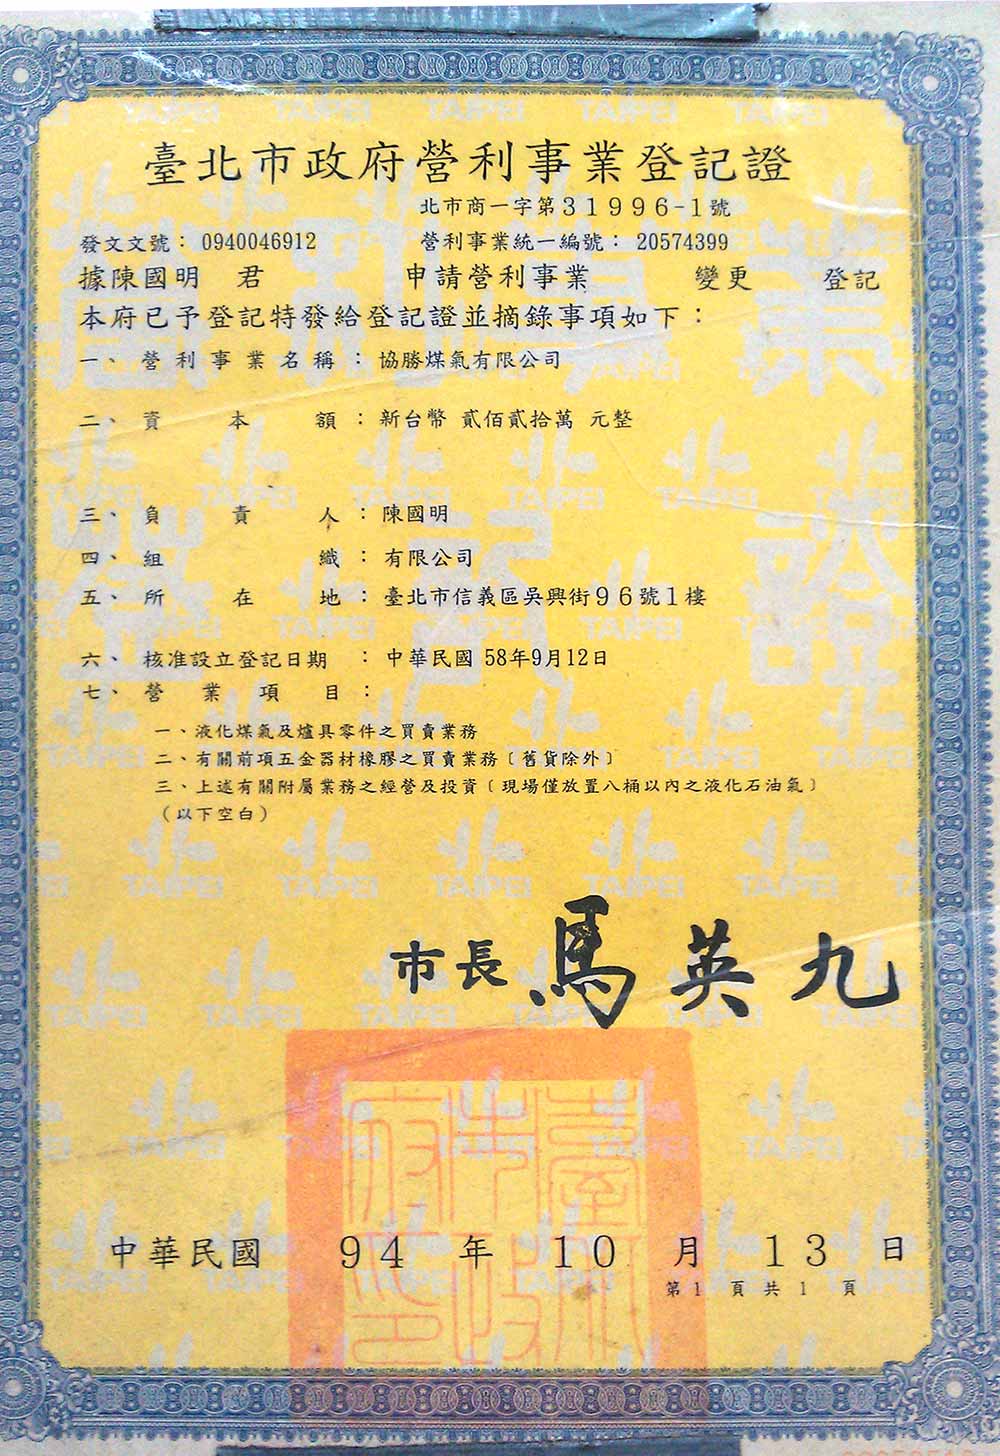 臺北市政府營利事業登記證
北市商一字第31996-1號
發文文號：0940046912 營利事業統一編號：20574399
據陳國明 君 申請營利事業 變更 登記
本府已予登記特發給登記證並摘錄事項如下：
一、營利事業名稱：協勝煤氣有限公司
二、資本額：新台幣 貳佰貳拾萬 元整
三、負責人：陳國明
四、組織：有限公司
五、所在地：臺北市信義區吳興街96號1樓
六、核准設立登記日期：中華民國 58年9月12日
七、營業項目：
一、液化煤氣及爐具零件之買賣業務
二、有關前項五金器材橡膠之買賣業務〔舊貨除外〕
三、上述有關附屬業務之經營及投資〔現場僅放置八桶以內之液化石油氣〕
（以下空白）
市長 馬英九
臺北市政府印
中華民國 94 年 10 月 13 日
第 1 頁共 1 頁